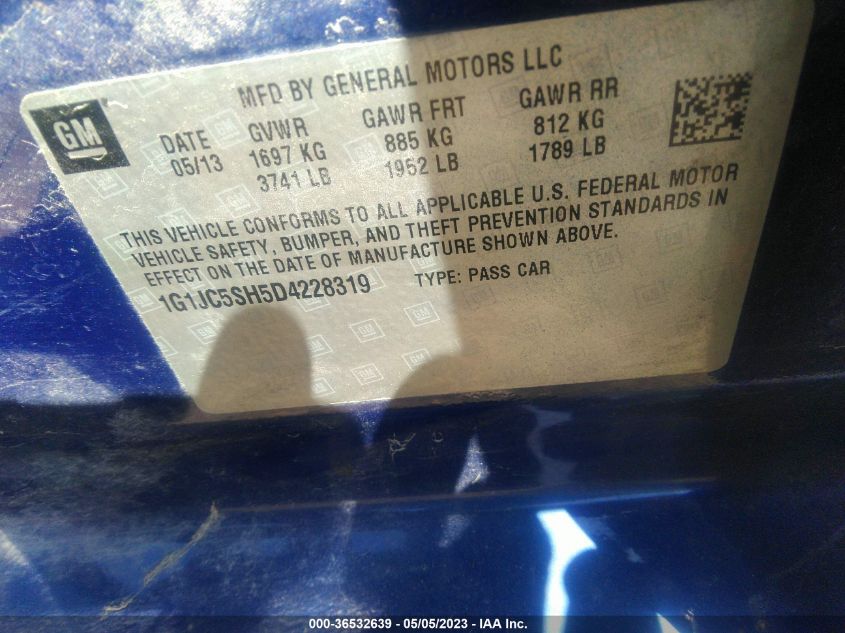 GM
MFD BY GENERAL MOTORS LLC
DATE GVWR GAWR FRT GAWR RR
05/13 1697 KG 885 KG 812 KG
3741 LB 1952 LB 1789 LB
THIS VEHICLE CONFORMS TO ALL APPLICABLE U.S. FEDERAL MOTOR
VEHICLE SAFETY, BUMPER, AND THEFT PREVENTION STANDARDS IN
EFFECT ON THE DATE OF MANUFACTURE SHOWN ABOVE.
1G1JC5SH5D4228319 TYPE: PASS CAR
000-36532639 - 05/05/2023 - IAA Inc.